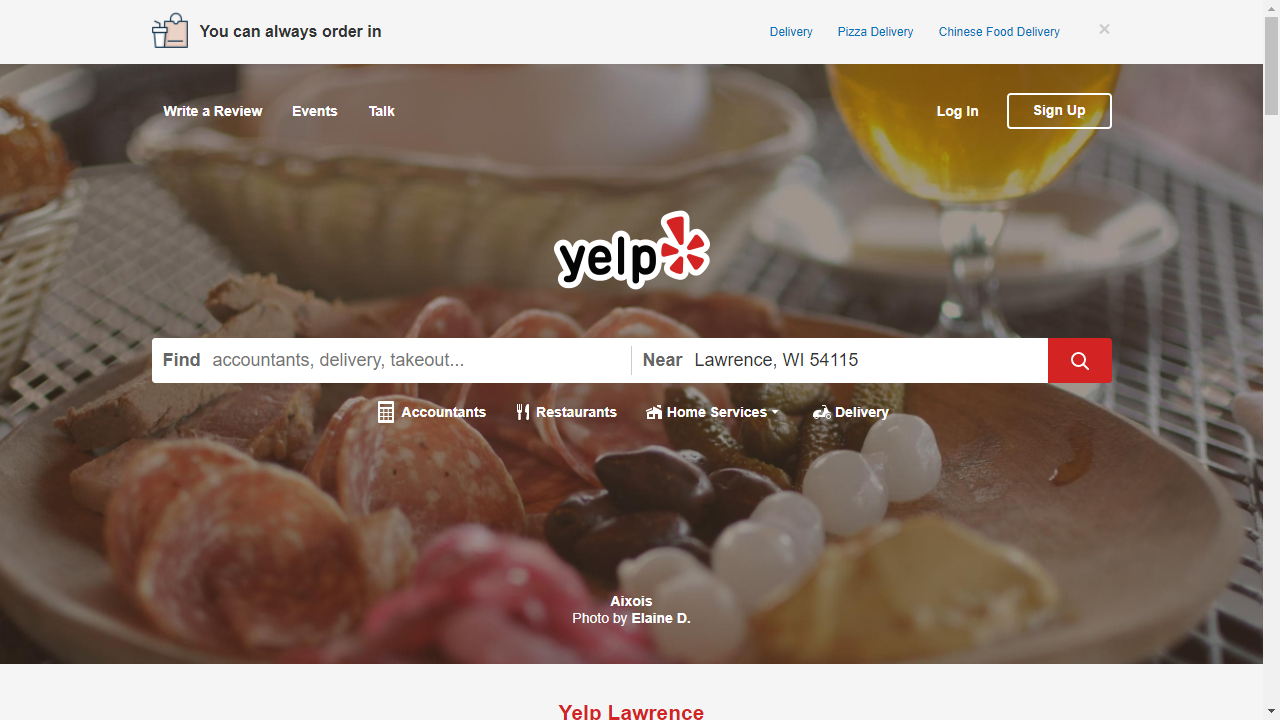 You can always order in
Delivery Pizza Delivery Chinese Food Delivery ×
Write a Review Events Talk Log In Sign Up
yelp
Find accountants, delivery, takeout... Near Lawrence, WI 54115
Accountants Restaurants Home Services Delivery
Aixois
Photo by Elaine D.
Yelp Lawrence